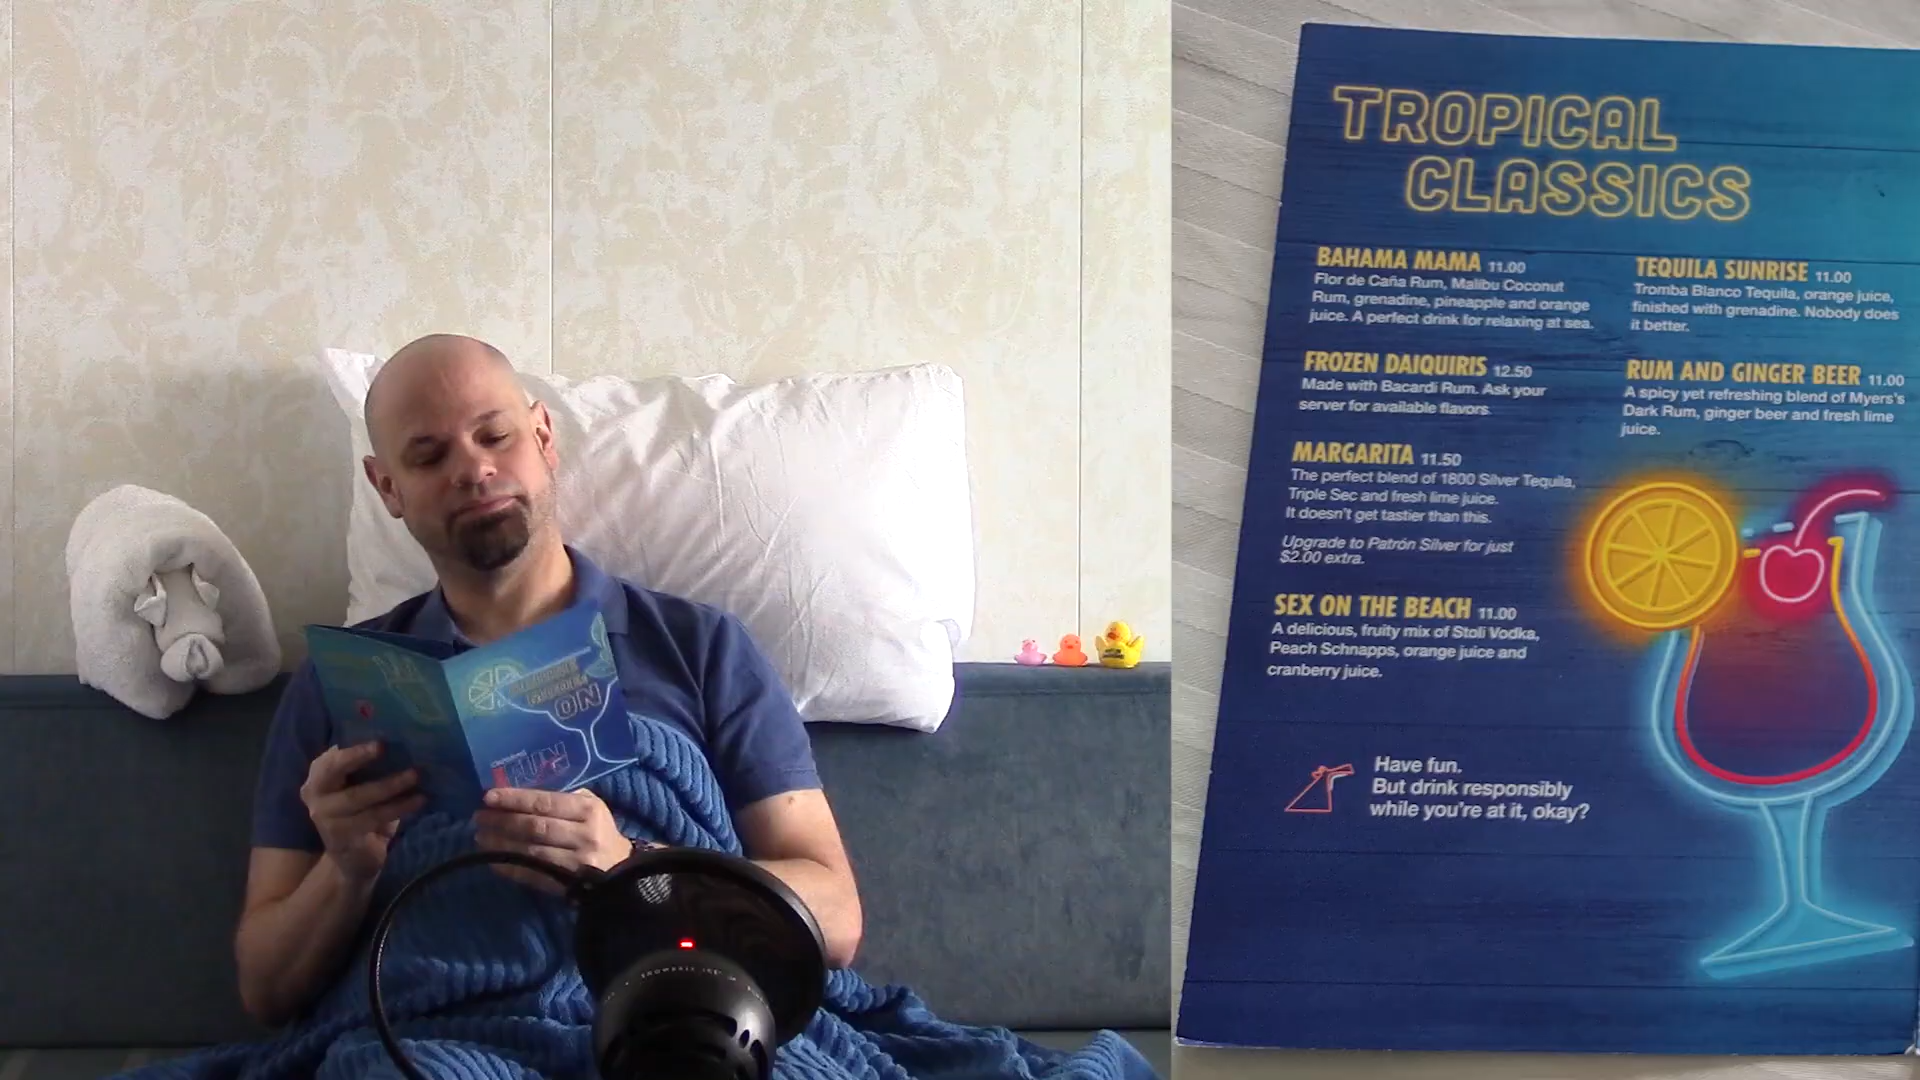 TROPICAL
CLASSICS
BAHAMA MAMA 11.00
Flor de Caña Rum, Malibu Coconut
Rum, grenadine, pineapple and orange
juice. A perfect drink for relaxing at sea.
FROZEN DAIQUIRIS 12.50
Made with Bacardí Rum. Ask your
server for available flavors.
MARGARITA 11.50
The perfect blend of 1800 Silver Tequila,
Triple Sec and fresh lime juice.
It doesn't get tastier than this.
Upgrade to Patrón Silver for just
$2.00 extra.
SEX ON THE BEACH 11.00
A delicious, fruity mix of Stoli Vodka,
Peach Schnapps, orange juice and
cranberry juice.
TEQUILA SUNRISE 11.00
Tromba Blanco Tequila, orange juice,
finished with grenadine. Nobody does
it better.
RUM AND GINGER BEER 11.00
A spicy yet refreshing blend of Myers's
Dark Rum, ginger beer and fresh lime
juice.
Have fun.
But drink responsibly
while you're at it, okay?
ON
FUN
SNOWBALL ICE